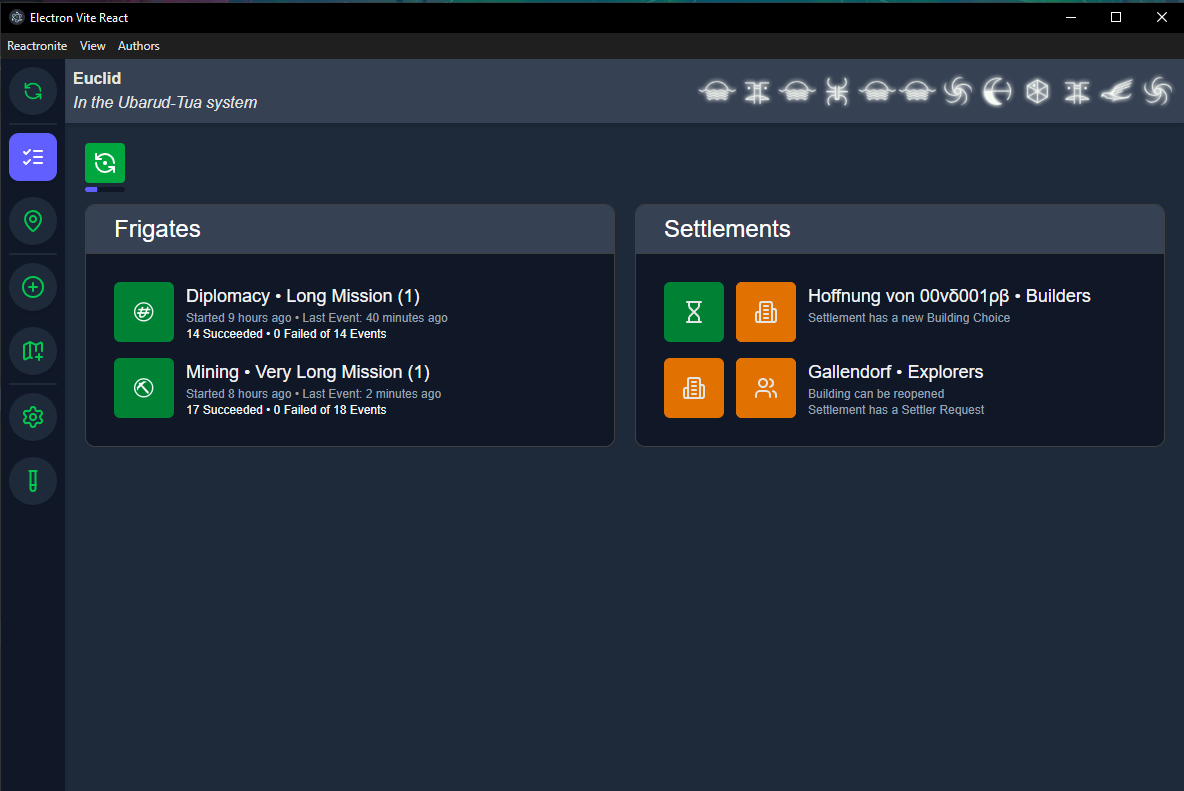 Electron Vite React
Reactronite View Authors
Euclid
In the Ubarud-Tua system
Frigates
Diplomacy • Long Mission (1)
Started 9 hours ago • Last Event: 40 minutes ago
14 Succeeded • 0 Failed of 14 Events
Mining • Very Long Mission (1)
Started 8 hours ago • Last Event: 2 minutes ago
17 Succeeded • 0 Failed of 18 Events
Settlements
Hoffnung von 00νδ001ρβ • Builders
Settlement has a new Building Choice
Gallendorf • Explorers
Building can be reopened
Settlement has a Settler Request